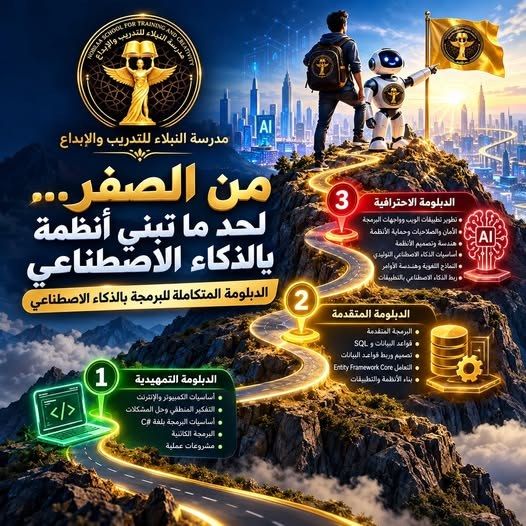 NOBLAA SCHOOL FOR TRAINING AND CREATIVITY
مدرسة النبلاء للتدريب والإبداع
مدرسة النبلاء للتدريب والإبداع
من الصفر...
لحد ما تبني أنظمة
بالذكاء الاصطناعي
الدبلومة المتكاملة للبرمجة بالذكاء الاصطناعي
AI
3
الدبلومة الاحترافية
تطوير تطبيقات الويب وواجهات البرمجة
الأمان والصلاحيات وحماية الأنظمة
هندسة وتصميم الأنظمة
أساسيات الذكاء الاصطناعي التوليدي
النماذج اللغوية وهندسة الأوامر
ربط الذكاء الاصطناعي بالتطبيقات
AI
2
الدبلومة المتقدمة
البرمجة المتقدمة
قواعد البيانات و SQL
تصميم وربط قواعد البيانات
التعامل Entity Framework Core
بناء الأنظمة والتطبيقات
1
الدبلومة التمهيدية
أساسيات الكمبيوتر والإنترنت
التفكير المنطقي وحل المشكلات
أساسيات البرمجة بلغة C#
البرمجة الكائنية
مشروعات عملية
</>